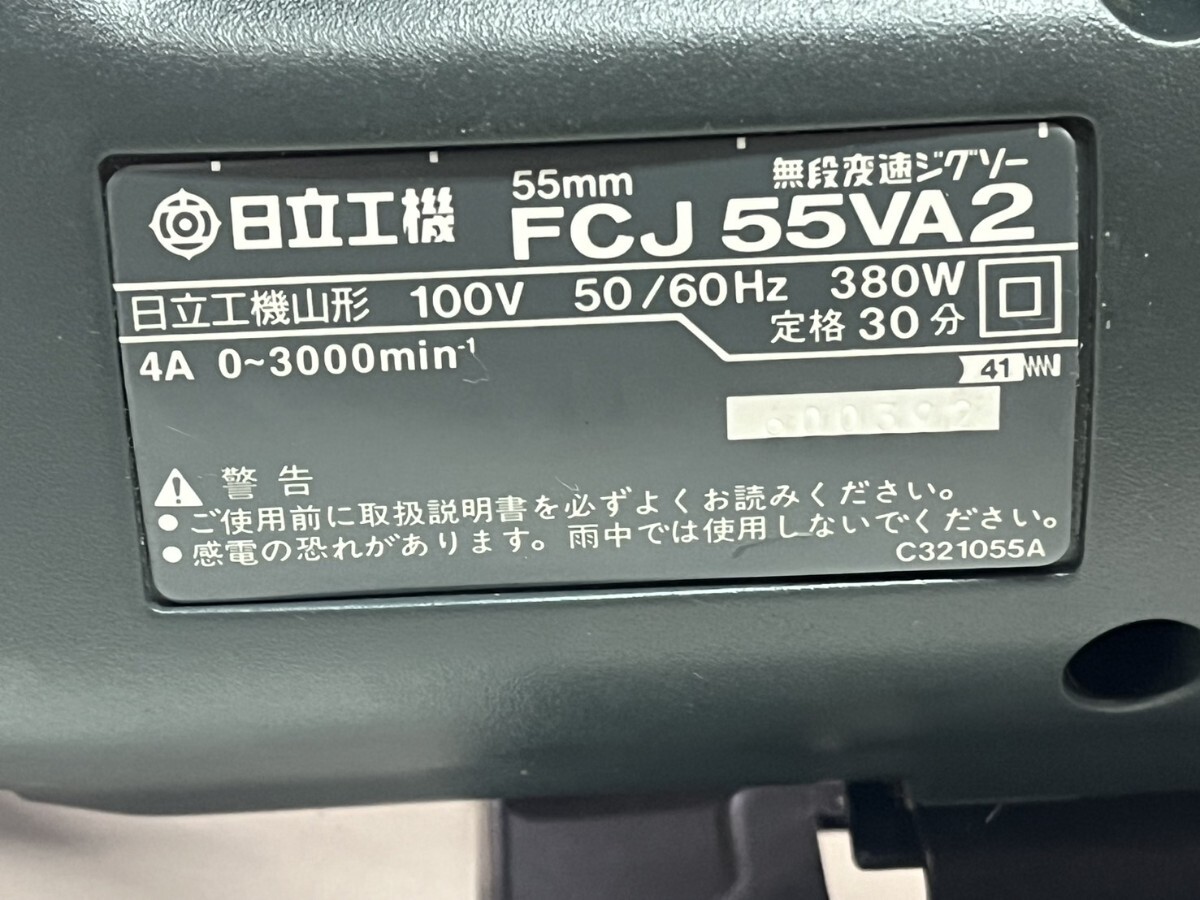 日立工機 55mm 無段変速ジグソー
FCJ 55VA2
日立工機山形 100V 50/60Hz 380W
定格 30分
4A 0~3000min⁻¹
41
警告
●ご使用前に取扱説明書を必ずよくお読みください。
●感電の恐れがあります。雨中では使用しないでください。
C321055A